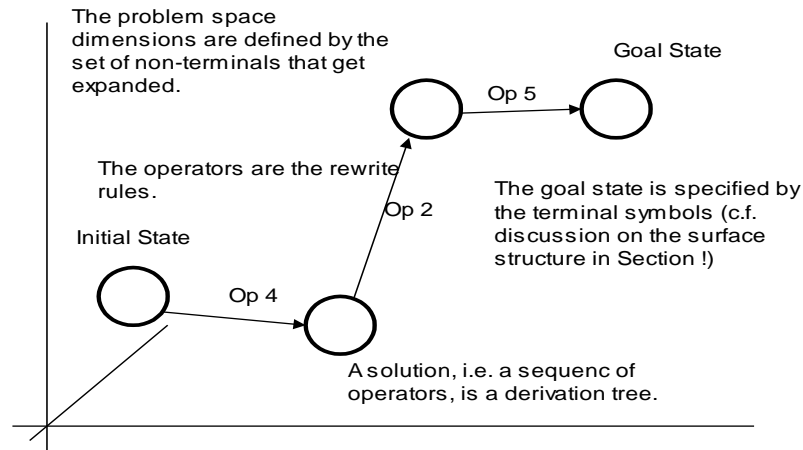 The problem space
dimensions are defined by the
set of non-terminals that get
expanded.
Goal State
Op 5
The operators are the rewrite
rules.
Op 2
The goal state is specified by
the terminal symbols (c.f.
discussion on the surface
structure in Section !)
Initial State
Op 4
A solution, i.e. a sequenc of
operators, is a derivation tree.